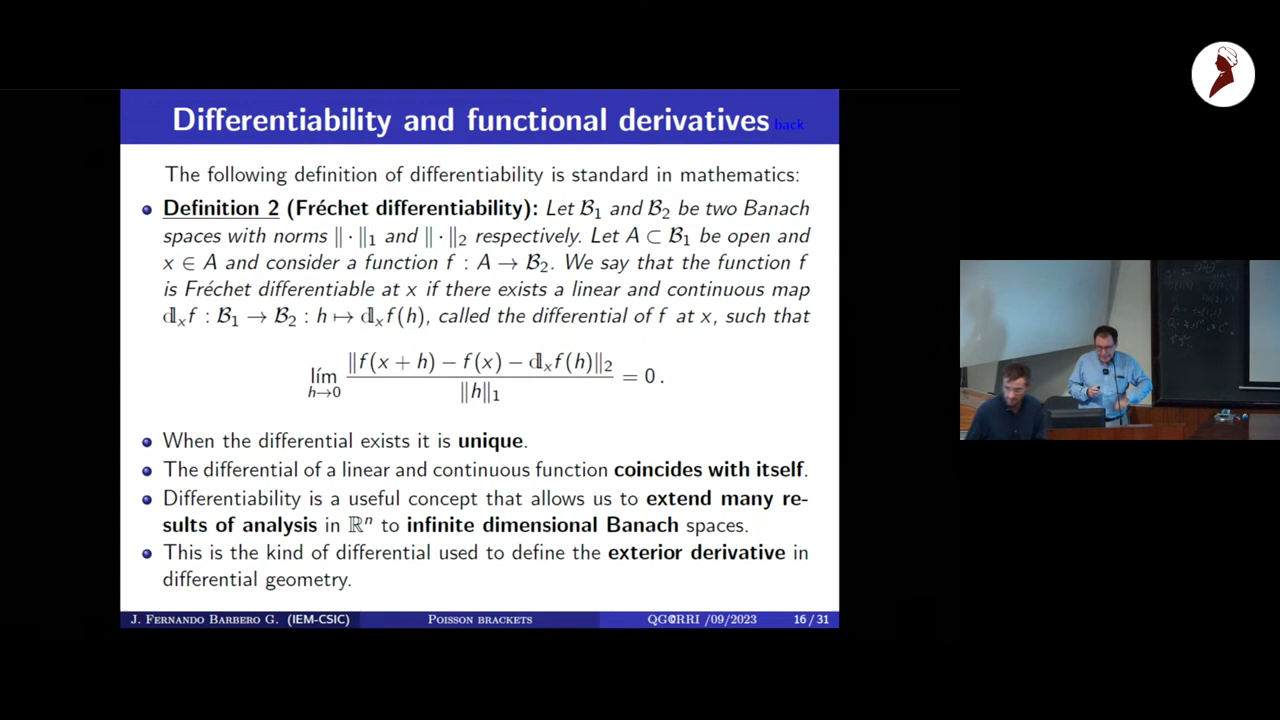 Differentiability and functional derivatives back
The following definition of differentiability is standard in mathematics:
Definition 2 (Fréchet differentiability): Let ℬ₁ and ℬ₂ be two Banach
spaces with norms ‖ · ‖₁ and ‖ · ‖₂ respectively. Let A ⊂ ℬ₁ be open and
x ∈ A and consider a function f : A → ℬ₂. We say that the function f
is Fréchet differentiable at x if there exists a linear and continuous map
𝕕ₓf : ℬ₁ → ℬ₂ : h ↦ 𝕕ₓf(h), called the differential of f at x, such that
lím h→0 ‖f(x + h) − f(x) − 𝕕ₓf(h)‖₂ / ‖h‖₁ = 0 .
When the differential exists it is unique.
The differential of a linear and continuous function coincides with itself.
Differentiability is a useful concept that allows us to extend many re-
sults of analysis in ℝⁿ to infinite dimensional Banach spaces.
This is the kind of differential used to define the exterior derivative in
differential geometry.
J. Fernando Barbero G. (IEM-CSIC) Poisson brackets QG@RRI /09/2023 16 / 31